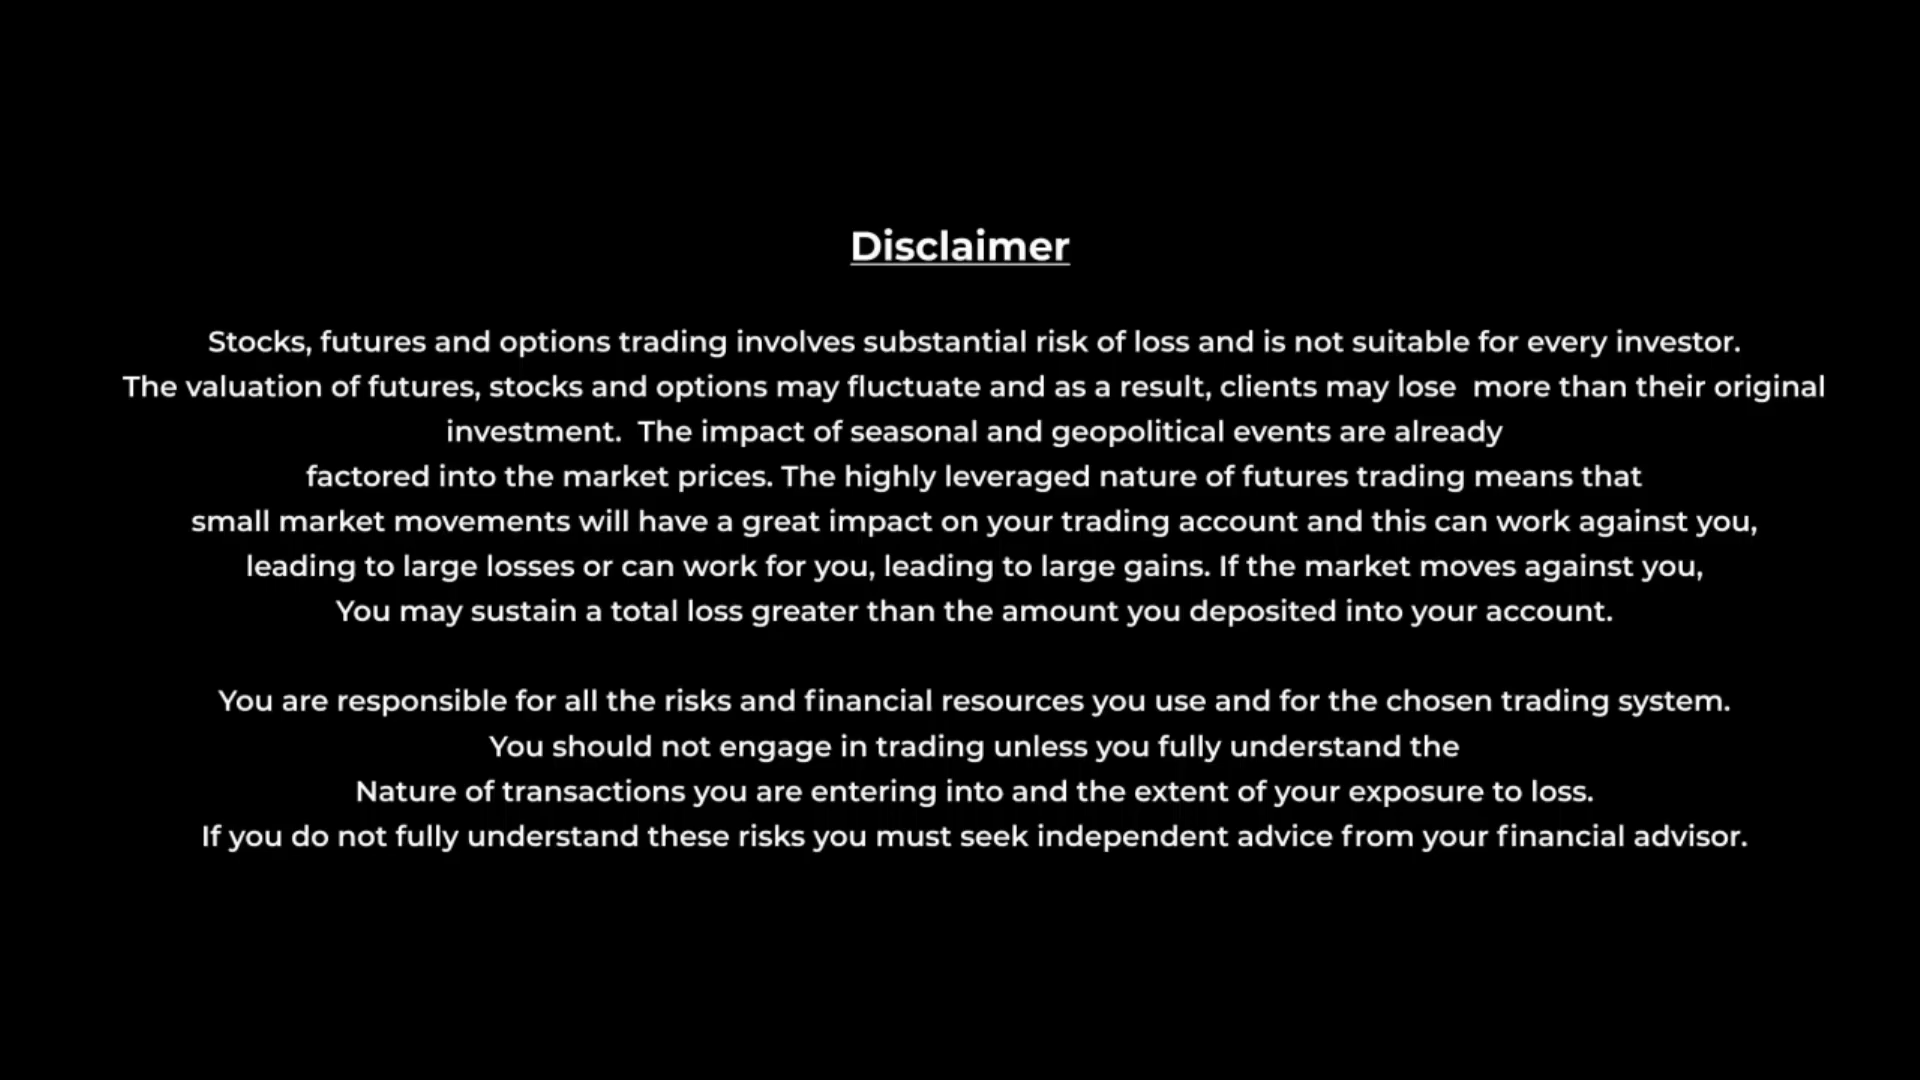 Disclaimer
Stocks, futures and options trading involves substantial risk of loss and is not suitable for every investor.
The valuation of futures, stocks and options may fluctuate and as a result, clients may lose  more than their original
investment.  The impact of seasonal and geopolitical events are already
factored into the market prices. The highly leveraged nature of futures trading means that
small market movements will have a great impact on your trading account and this can work against you,
leading to large losses or can work for you, leading to large gains. If the market moves against you,
You may sustain a total loss greater than the amount you deposited into your account.
You are responsible for all the risks and financial resources you use and for the chosen trading system.
You should not engage in trading unless you fully understand the
Nature of transactions you are entering into and the extent of your exposure to loss.
If you do not fully understand these risks you must seek independent advice from your financial advisor.